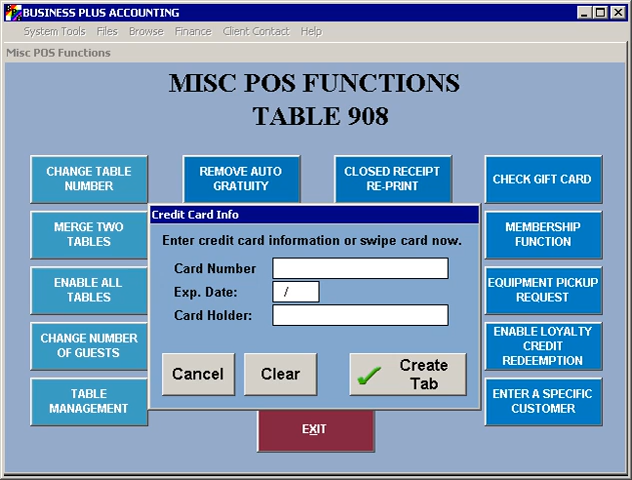 BUSINESS PLUS ACCOUNTING
System Tools Files Browse Finance Client Contact Help
Misc POS Functions
MISC POS FUNCTIONS
TABLE 908
CHANGE TABLE
NUMBER
REMOVE AUTO
GRATUITY
CLOSED RECEIPT
RE-PRINT
CHECK GIFT CARD
MERGE TWO
TABLES
MEMBERSHIP
FUNCTION
ENABLE ALL
TABLES
EQUIPMENT PICKUP
REQUEST
CHANGE NUMBER
OF GUESTS
ENABLE LOYALTY
CREDIT
REDEEMPTION
TABLE
MANAGEMENT
ENTER A SPECIFIC
CUSTOMER
Credit Card Info
Enter credit card information or swipe card now.
Card Number
Exp. Date: /
Card Holder:
Cancel
Clear
Create
Tab
EXIT